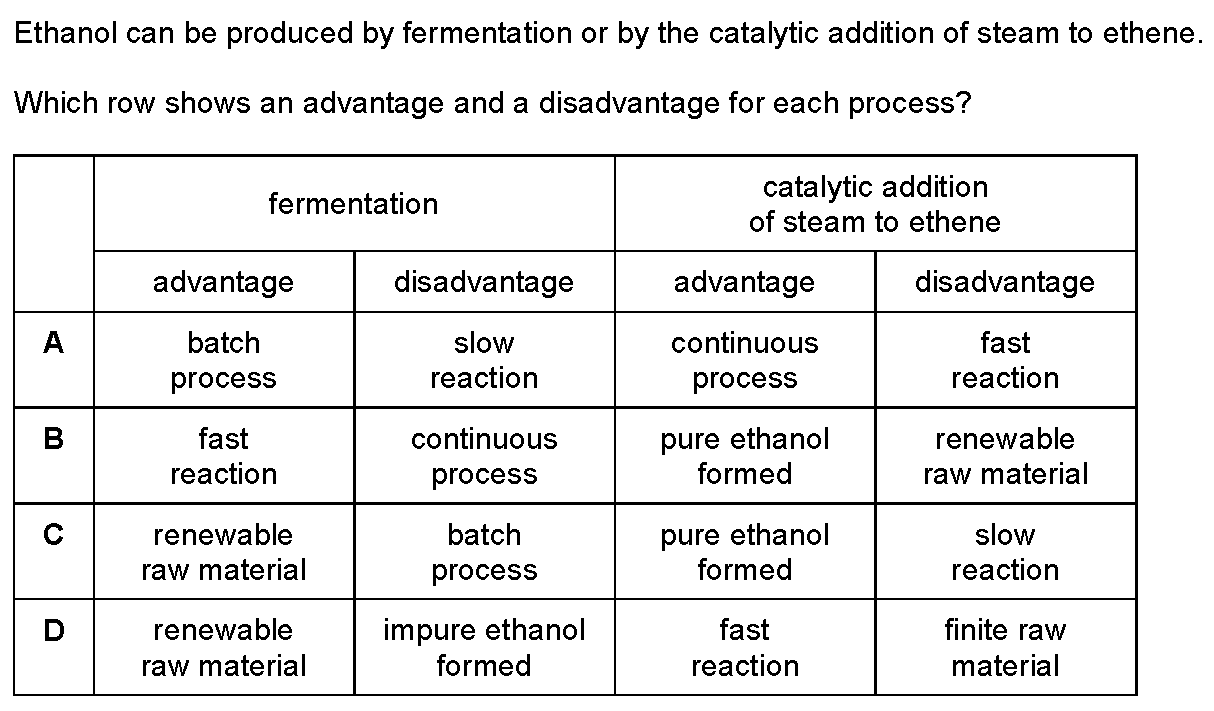 Ethanol can be produced by fermentation or by the catalytic addition of steam to ethene.
Which row shows an advantage and a disadvantage for each process?
fermentation
catalytic addition
of steam to ethene
advantage disadvantage advantage disadvantage
A batch slow continuous fast
process reaction process reaction
B fast continuous pure ethanol renewable
reaction process formed raw material
C renewable batch pure ethanol slow
raw material process formed reaction
D renewable impure ethanol fast finite raw
raw material formed reaction material